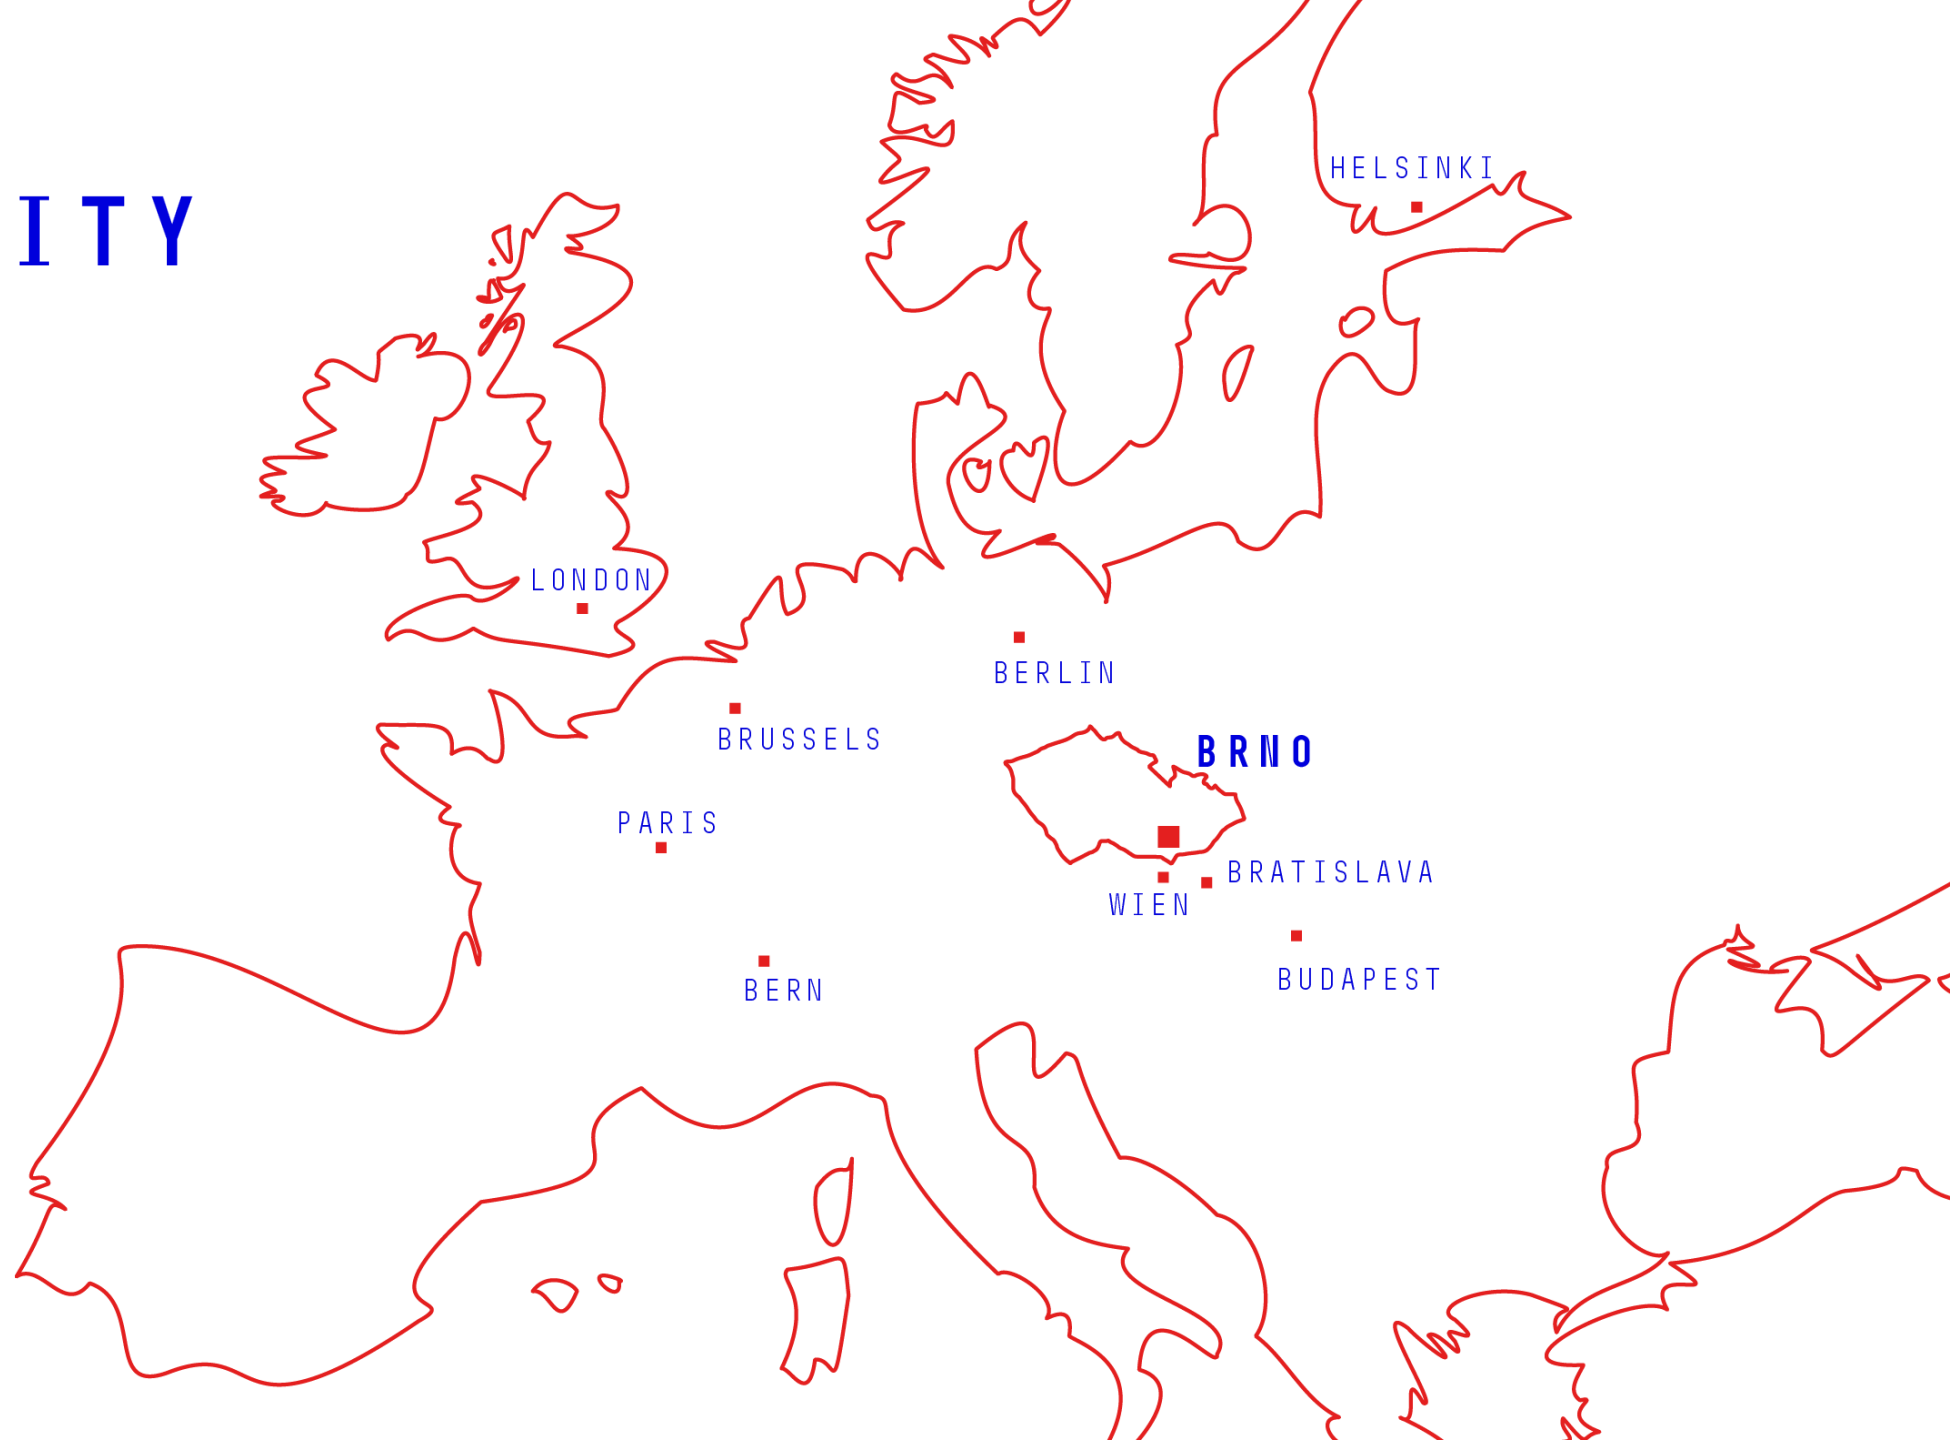 HELSINKI
ITY
LONDON
BERLIN
BRUSSELS
BRNO
PARIS
BRATISLAVA
WIEN
BUDAPEST
BERN